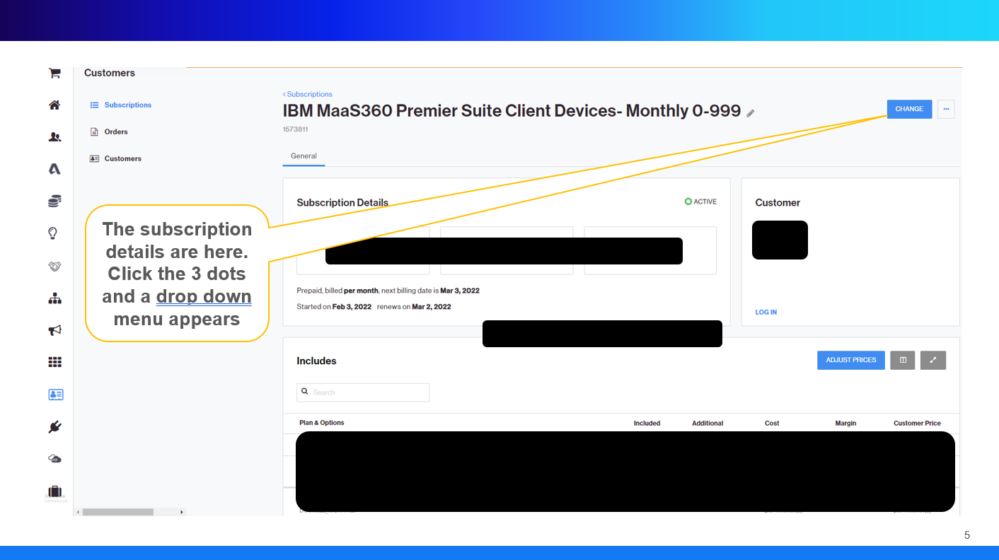 Customers
Subscriptions
Orders
Customers
‹ Subscriptions
IBM MaaS360 Premier Suite Client Devices- Monthly 0-999
1573811
CHANGE
General
Subscription Details
ACTIVE
Customer
The subscription
details are here.
Click the 3 dots
and a drop down
menu appears
Prepaid, billed per month, next billing date is Mar 3, 2022
Started on Feb 3, 2022 renews on Mar 2, 2022
LOG IN
Includes
ADJUST PRICES
Search
Plan & Options Included Additional Cost Margin Customer Price
5